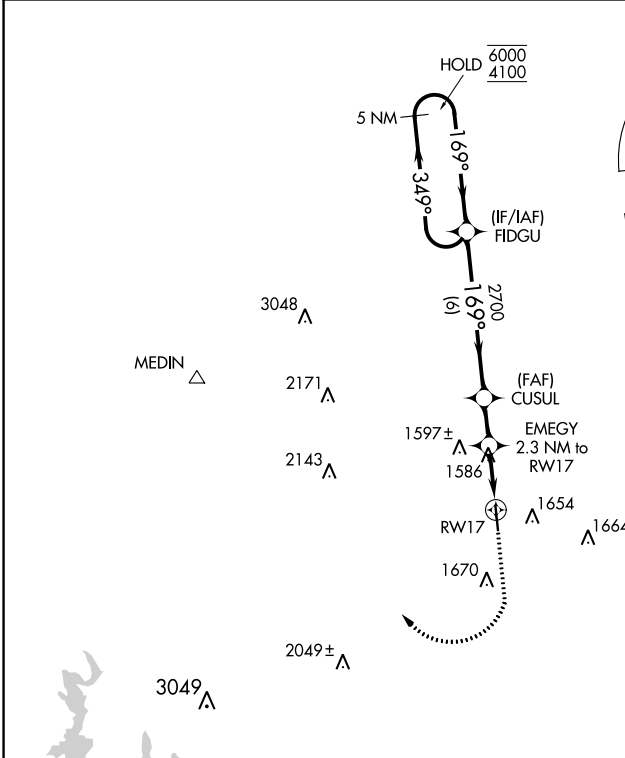 HOLD 6000
4100
5 NM
169°
349°
(IF/IAF)
FIDGU
2700
169°
(6)
3048
MEDIN
2171
(FAF)
CUSUL
1597±
EMEGY
2.3 NM to
RW17
1586
2143
RW17
1654
1664
1670
2049±
3049